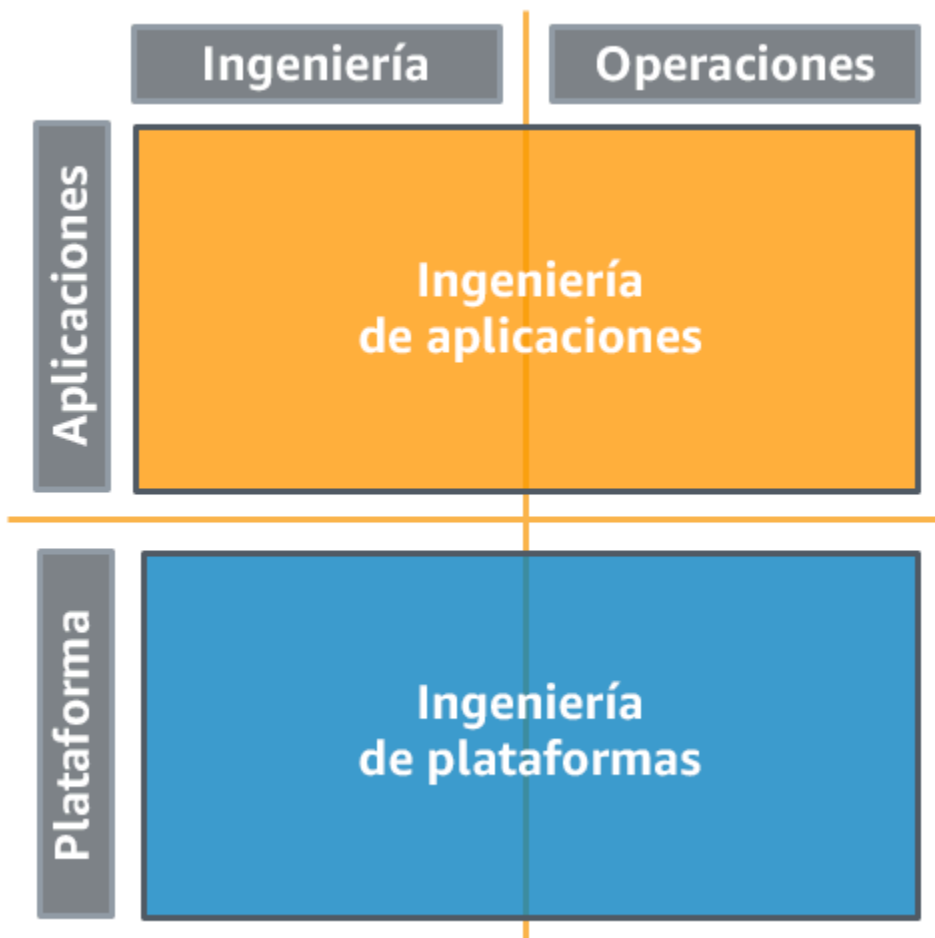 Ingeniería
Operaciones
Aplicaciones
Ingeniería
de aplicaciones
Plataforma
Ingeniería
de plataformas